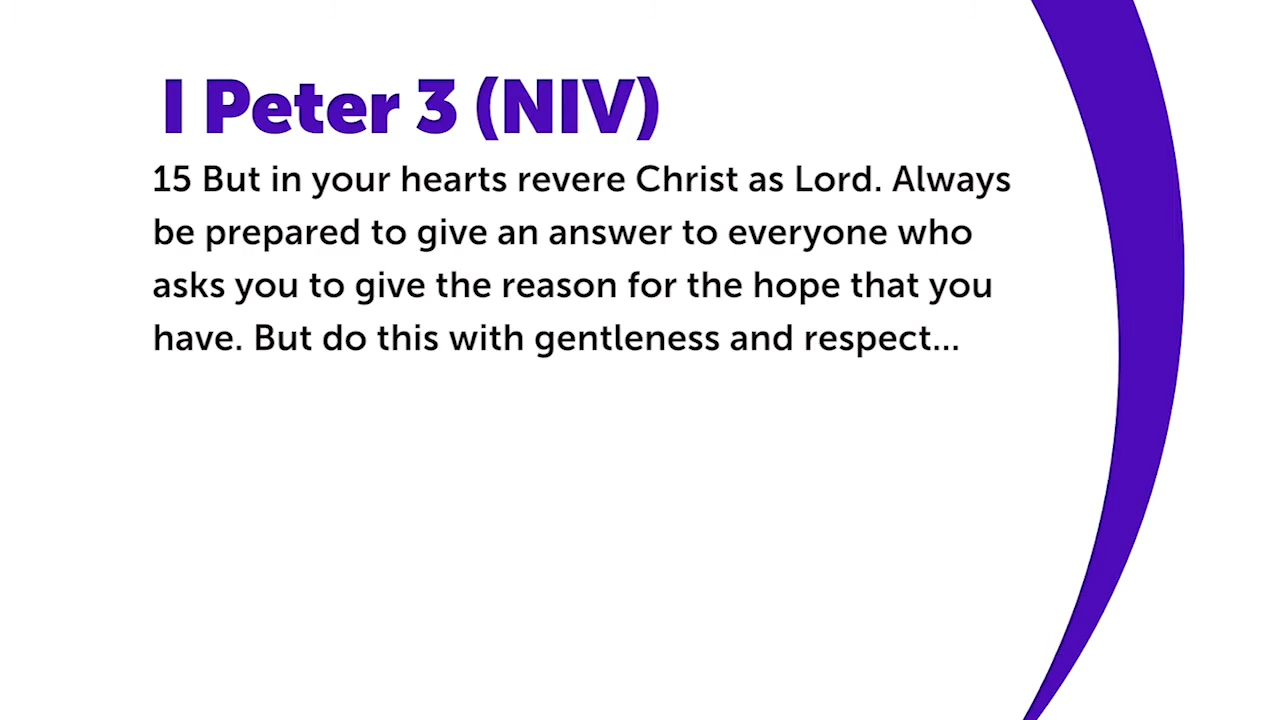 I Peter 3 (NIV)
15 But in your hearts revere Christ as Lord. Always
be prepared to give an answer to everyone who
asks you to give the reason for the hope that you
have. But do this with gentleness and respect...